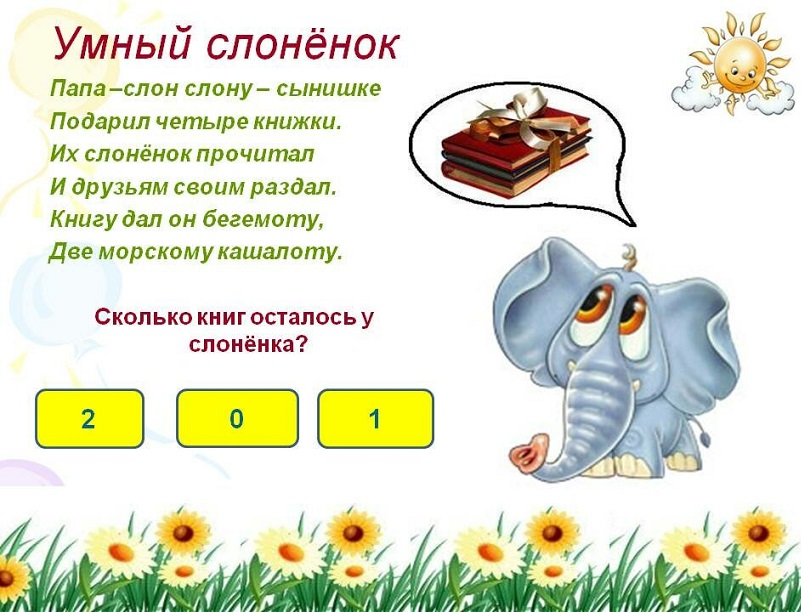 Умный слонёнок
Папа –слон слону – сынишке
Подарил четыре книжки.
Их слонёнок прочитал
И друзьям своим раздал.
Книгу дал он бегемоту,
Две морскому кашалоту.
Сколько книг осталось у
слонёнка?
2 0 1